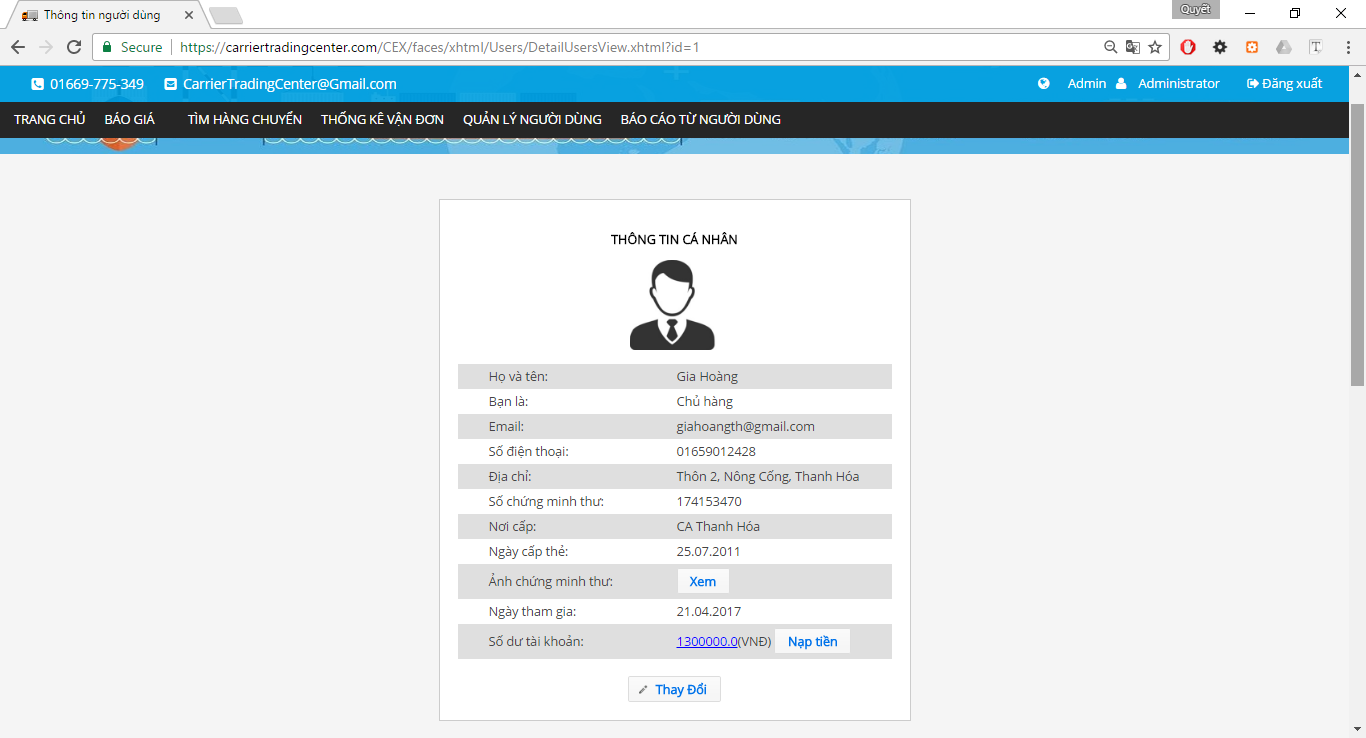 Thông tin người dùng
Quyết
Secure
https://carriertradingcenter.com/CEX/faces/xhtml/Users/DetailUsersView.xhtml?id=1
01669-775-349 CarrierTradingCenter@Gmail.com Admin Administrator Đăng xuất
TRANG CHỦ BÁO GIÁ TÌM HÀNG CHUYỂN THỐNG KÊ VẬN ĐƠN QUẢN LÝ NGƯỜI DÙNG BÁO CÁO TỪ NGƯỜI DÙNG
THÔNG TIN CÁ NHÂN
Họ và tên: Gia Hoàng
Bạn là: Chủ hàng
Email: giahoangth@gmail.com
Số điện thoại: 01659012428
Địa chỉ: Thôn 2, Nông Cống, Thanh Hóa
Số chứng minh thư: 174153470
Nơi cấp: CA Thanh Hóa
Ngày cấp thẻ: 25.07.2011
Ảnh chứng minh thư: Xem
Ngày tham gia: 21.04.2017
Số dư tài khoản: 1300000.0(VNĐ) Nạp tiền
Thay Đổi